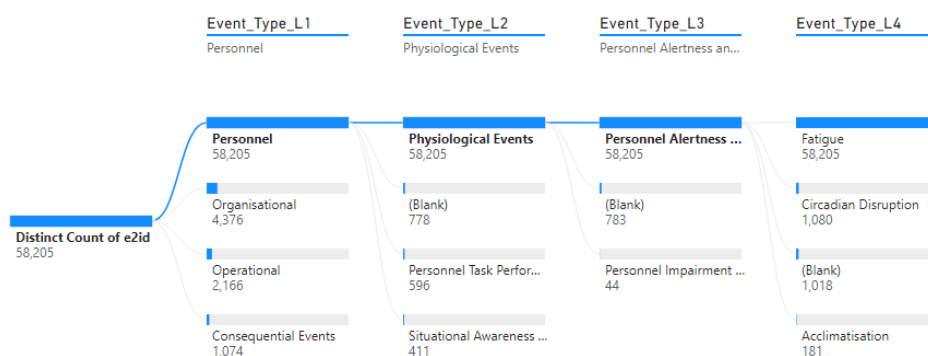 Event_Type_L1 Event_Type_L2 Event_Type_L3 Event_Type_L4
Personnel Physiological Events Personnel Alertness an...
Personnel
58,205
Physiological Events
58,205
Personnel Alertness ...
58,205
Fatigue
58,205
Organisational
4,376
(Blank)
778
(Blank)
783
Circadian Disruption
1,080
Distinct Count of e2id
58,205
Operational
2,166
Personnel Task Perfor...
596
Personnel Impairment ...
44
(Blank)
1,018
Consequential Events
1,074
Situational Awareness ...
411
Acclimatisation
181